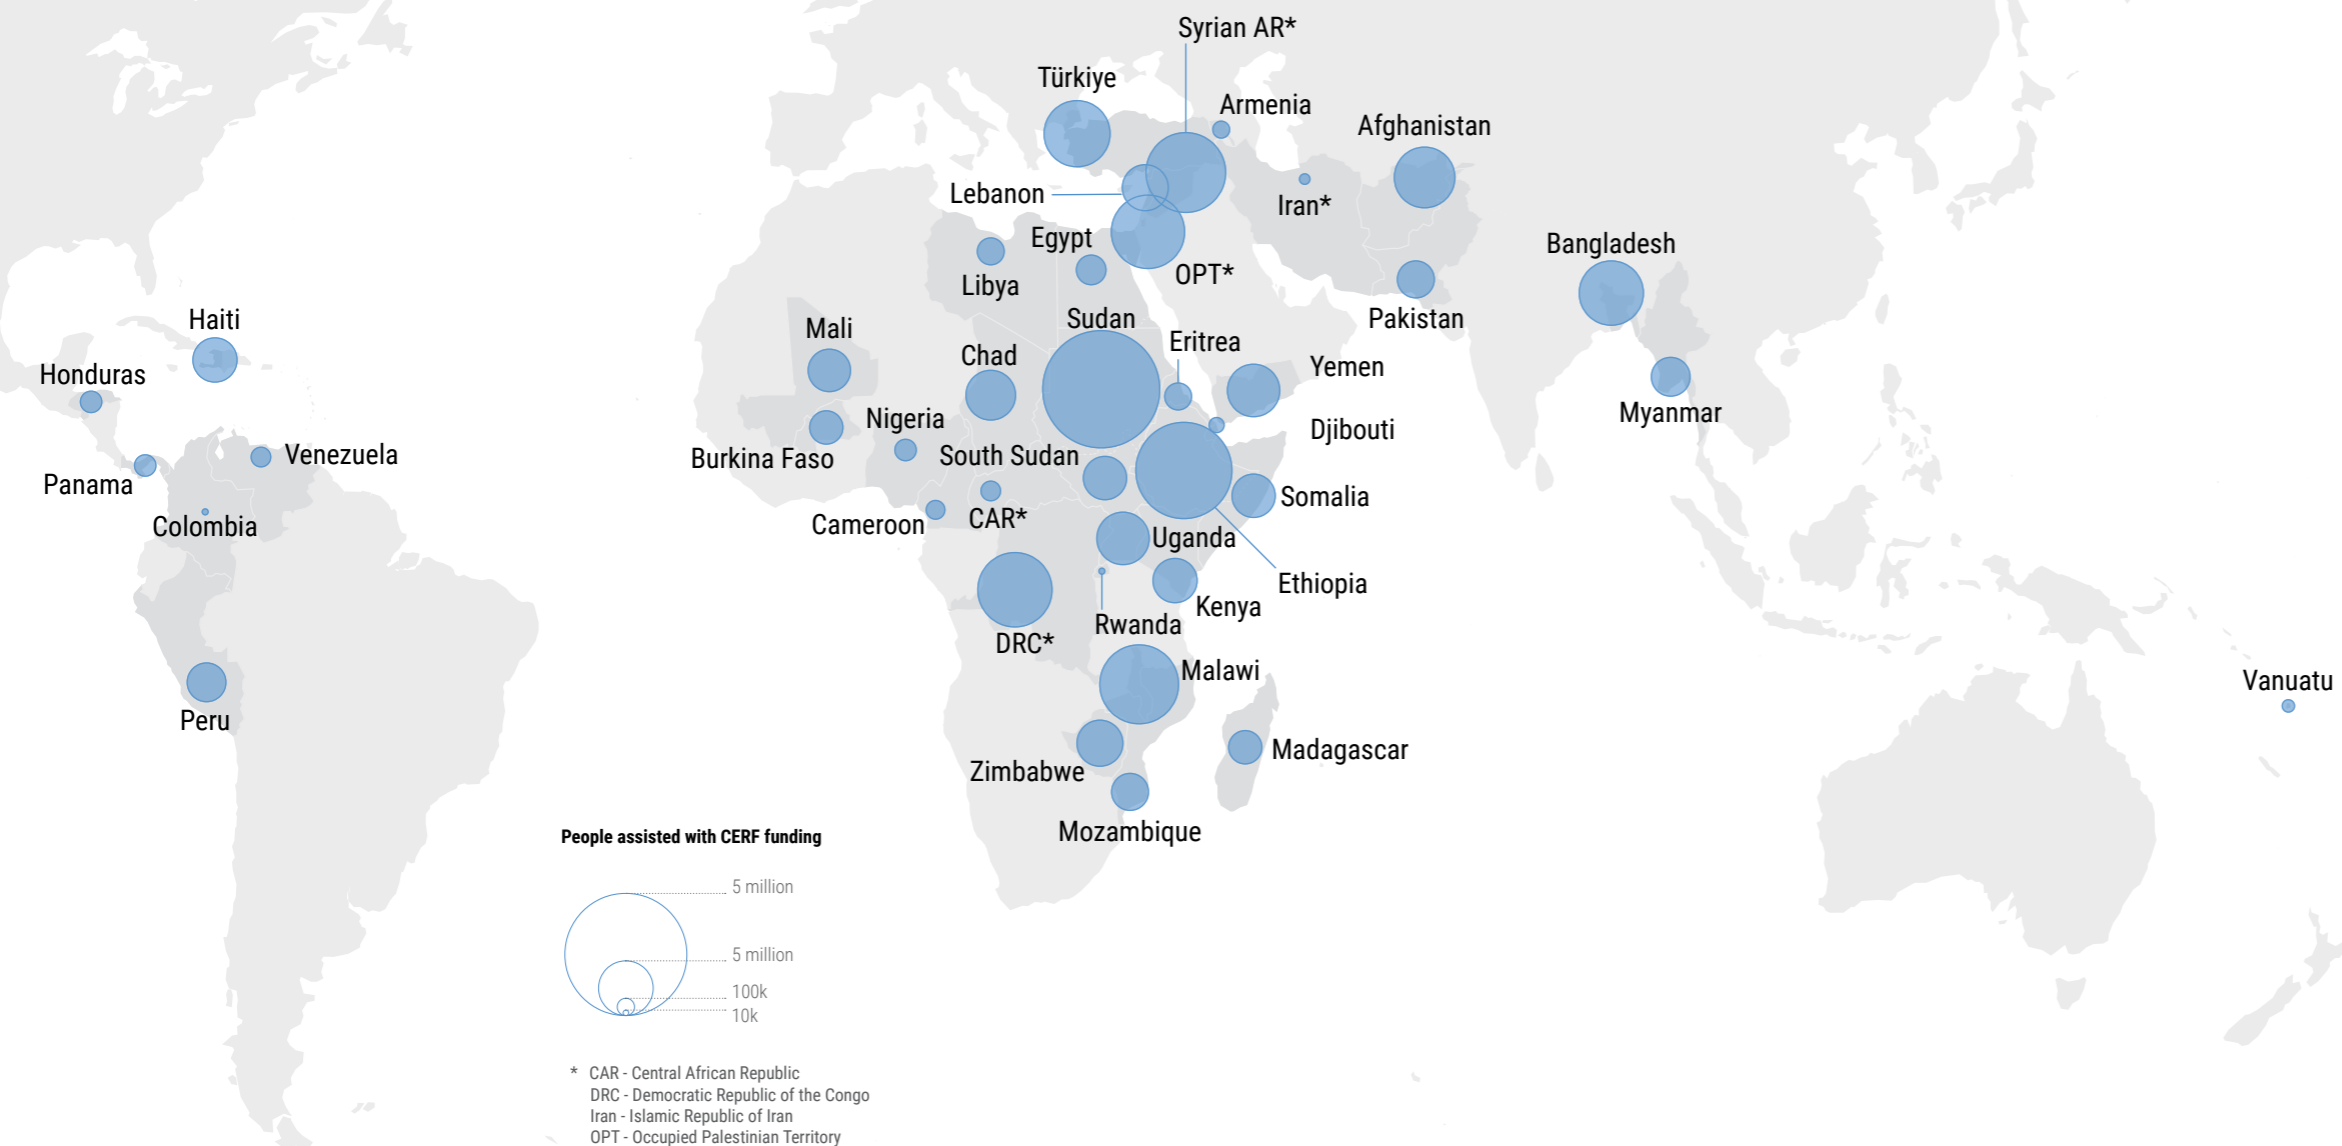 Syrian AR*
Türkiye
Armenia
Afghanistan
Lebanon
Iran*
Egypt
Bangladesh
OPT*
Libya
Haiti
Mali
Sudan
Pakistan
Eritrea
Chad
Yemen
Honduras
Myanmar
Nigeria
Djibouti
Venezuela
Burkina Faso
South Sudan
Panama
Somalia
Colombia
Cameroon
CAR*
Uganda
Ethiopia
Kenya
Rwanda
DRC*
Malawi
Vanuatu
Peru
Madagascar
Zimbabwe
Mozambique
People assisted with CERF funding
5 million
5 million
100k
10k
* CAR - Central African Republic
DRC - Democratic Republic of the Congo
Iran - Islamic Republic of Iran
OPT - Occupied Palestinian Territory